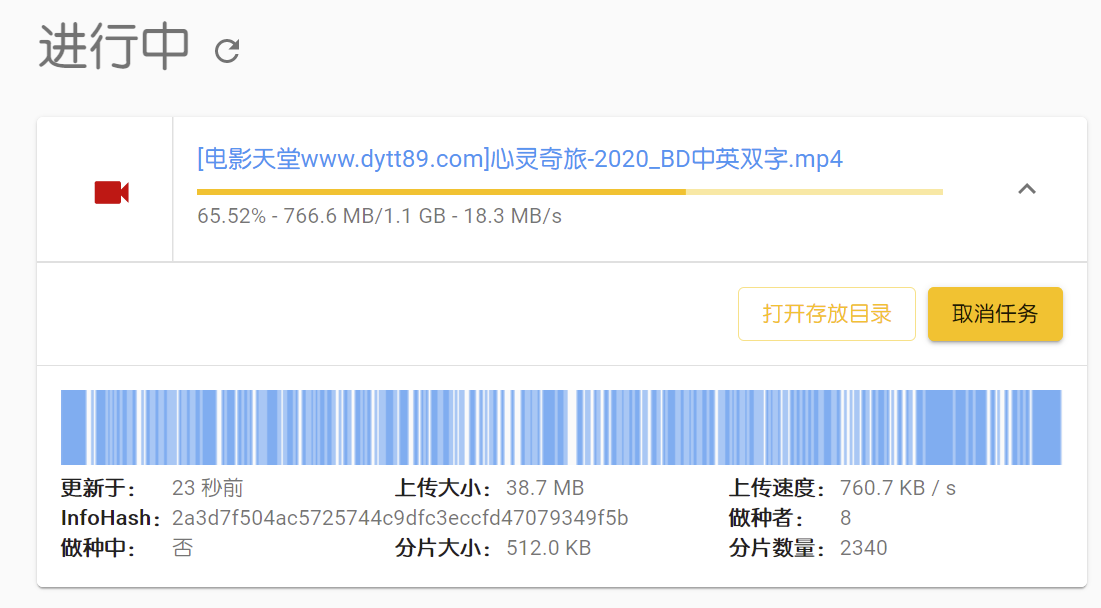 进行中
[电影天堂www.dytt89.com]心灵奇旅-2020_BD中英双字.mp4
65.52% - 766.6 MB/1.1 GB - 18.3 MB/s
打开存放目录 取消任务
更新于： 23 秒前 上传大小： 38.7 MB 上传速度： 760.7 KB / s
InfoHash： 2a3d7f504ac5725744c9dfc3eccfd47079349f5b 做种者： 8
做种中： 否 分片大小： 512.0 KB 分片数量： 2340